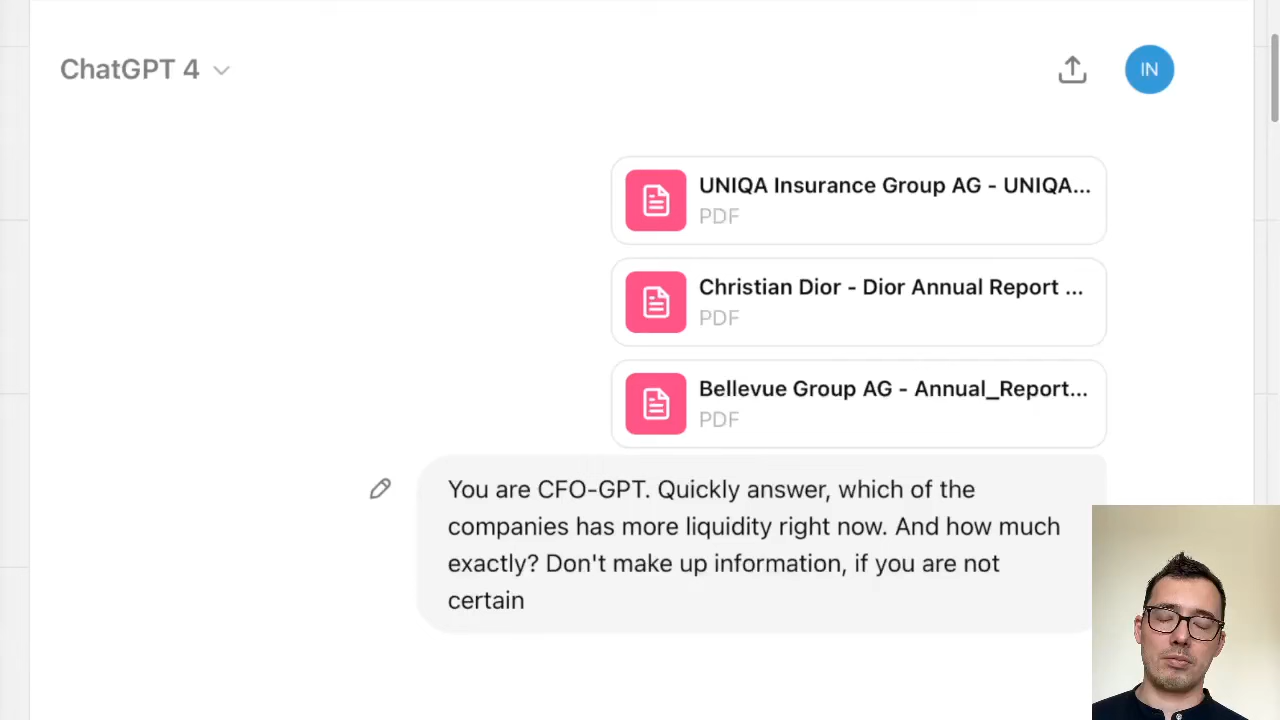 ChatGPT 4
IN
UNIQA Insurance Group AG - UNIQA...
PDF
Christian Dior - Dior Annual Report ...
PDF
Bellevue Group AG - Annual_Report...
PDF
You are CFO-GPT. Quickly answer, which of the
companies has more liquidity right now. And how much
exactly? Don't make up information, if you are not
certain